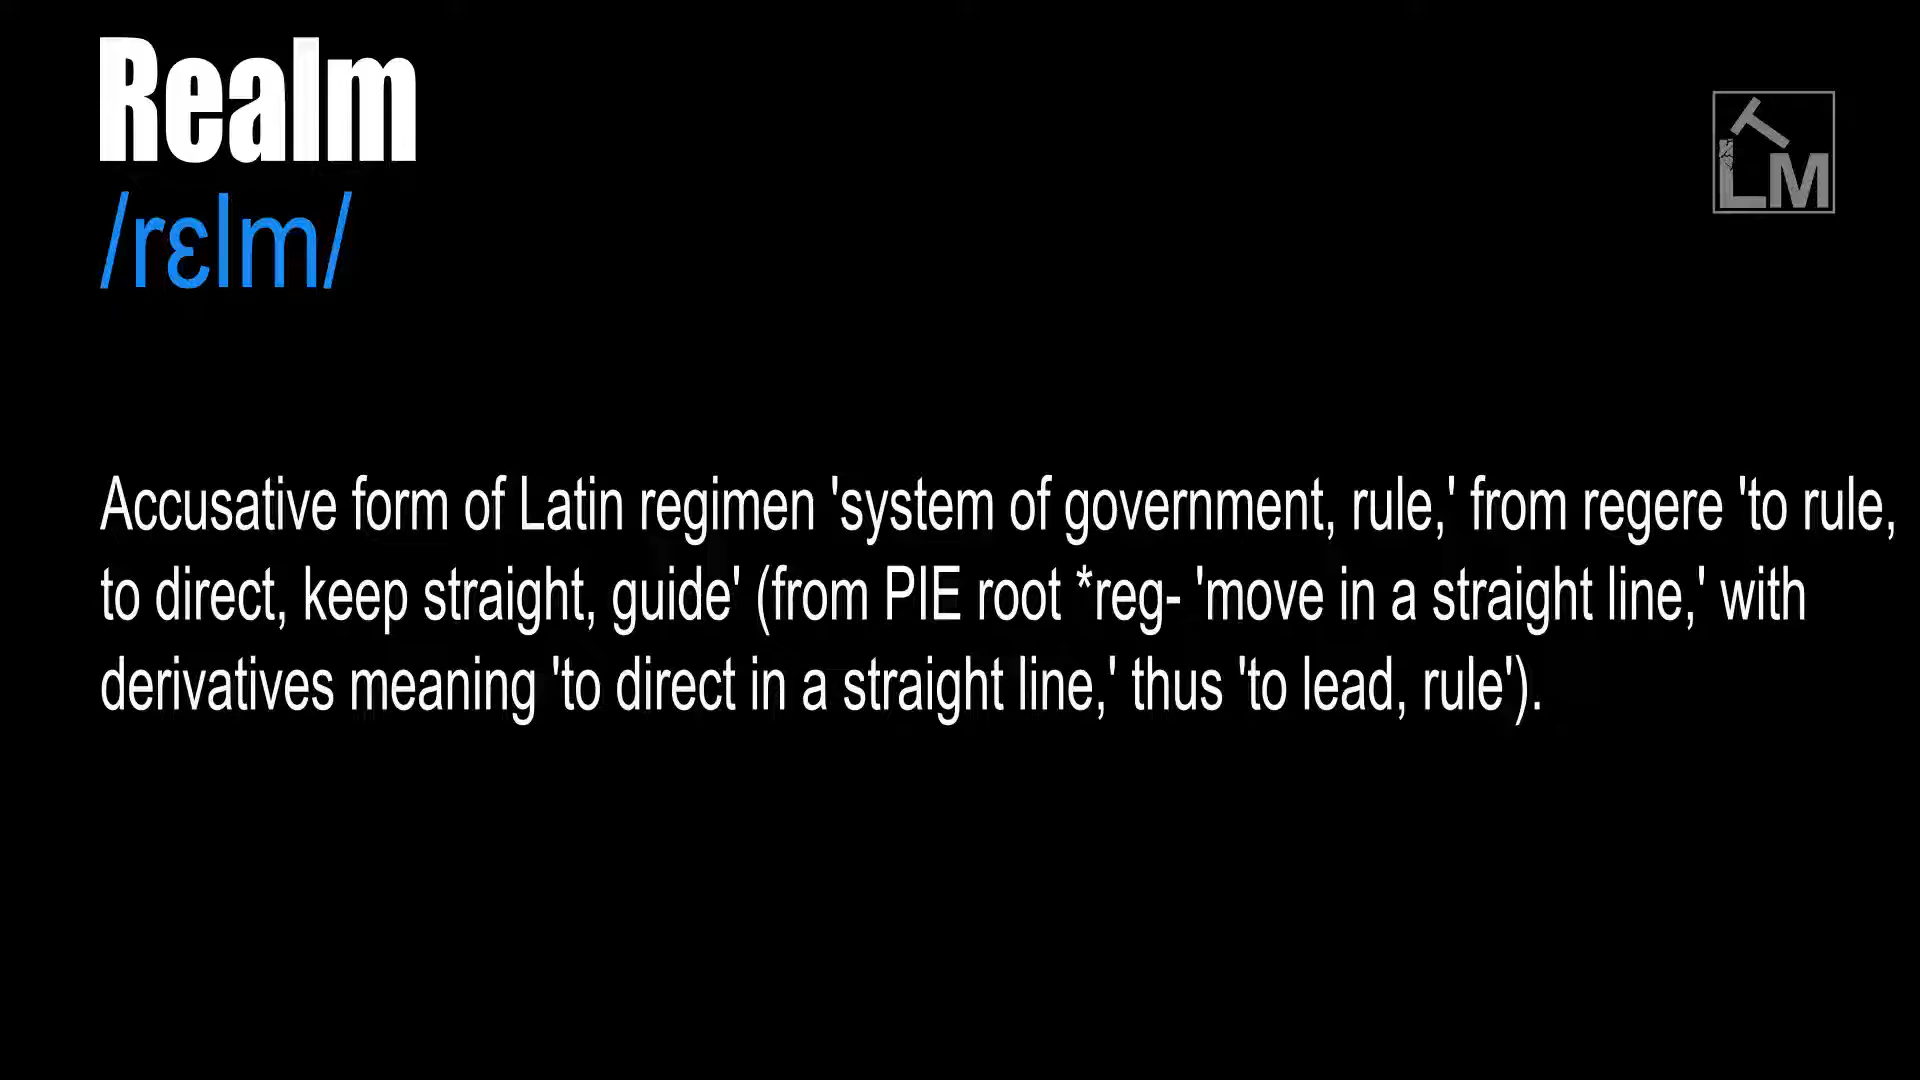 Realm
/rɛlm/
Accusative form of Latin regimen 'system of government, rule,' from regere 'to rule,
to direct, keep straight, guide' (from PIE root *reg- 'move in a straight line,' with
derivatives meaning 'to direct in a straight line,' thus 'to lead, rule').
LTM